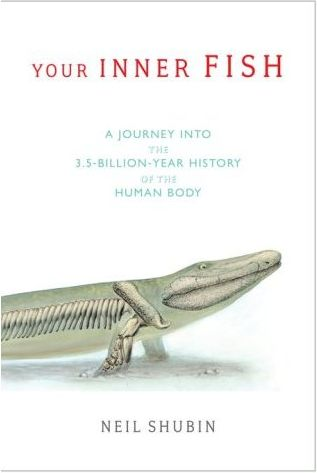 YOUR INNER FISH
A JOURNEY INTO
THE
3.5-BILLION-YEAR HISTORY
OF THE
HUMAN BODY
NEIL SHUBIN